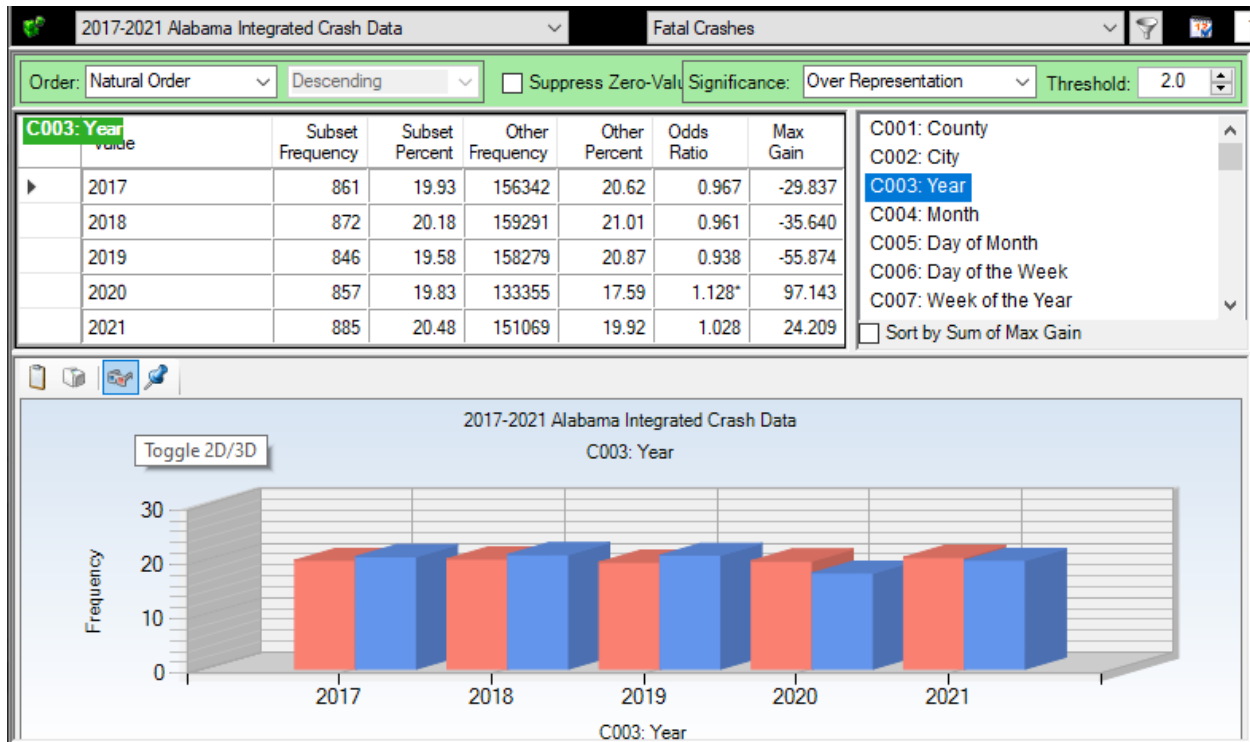 2017-2021 Alabama Integrated Crash Data Fatal Crashes
Order: Natural Order Descending Suppress Zero-Valu Significance: Over Representation Threshold: 2.0
C003: Year
Value Subset Frequency Subset Percent Other Frequency Other Percent Odds Ratio Max Gain
2017 861 19.93 156342 20.62 0.967 -29.837
2018 872 20.18 159291 21.01 0.961 -35.640
2019 846 19.58 158279 20.87 0.938 -55.874
2020 857 19.83 133355 17.59 1.128* 97.143
2021 885 20.48 151069 19.92 1.028 24.209
C001: County
C002: City
C003: Year
C004: Month
C005: Day of Month
C006: Day of the Week
C007: Week of the Year
Sort by Sum of Max Gain
2017-2021 Alabama Integrated Crash Data
Toggle 2D/3D
C003: Year
Frequency
30
20
10
0
2017 2018 2019 2020 2021
C003: Year